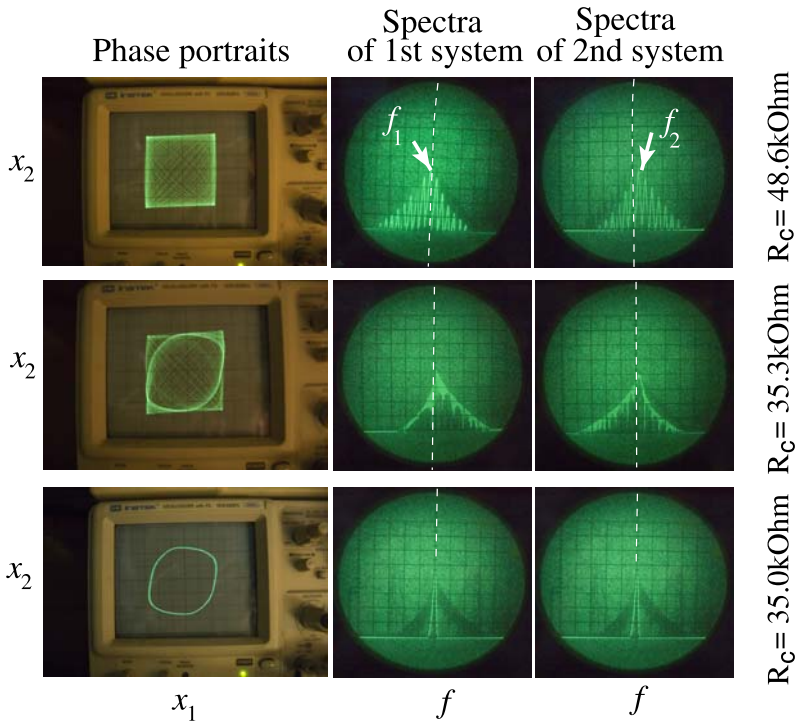 Phase portraits
Spectra
of 1st system
Spectra
of 2nd system
x2
f1
f2
Rc= 48.6kOhm
x2
Rc= 35.3kOhm
x2
Rc= 35.0kOhm
x1
f
f